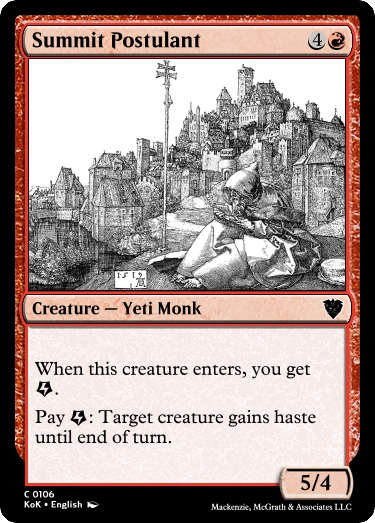 Summit Postulant 4
1519
Creature — Yeti Monk
When this creature enters, you get
.
Pay : Target creature gains haste
until end of turn.
5/4
C 0106
KoK • English
Mackenzie, McGrath & Associates LLC